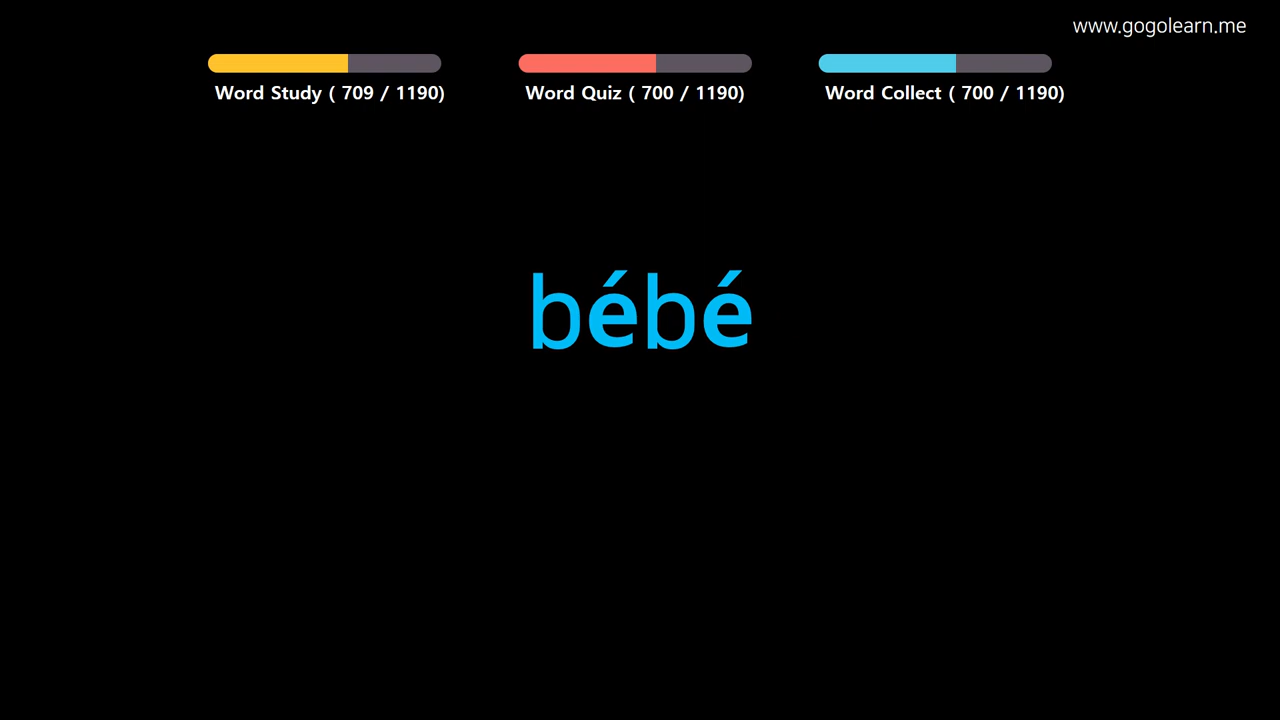 www.gogolearn.me
Word Study ( 709 / 1190)
Word Quiz ( 700 / 1190)
Word Collect ( 700 / 1190)
bébé